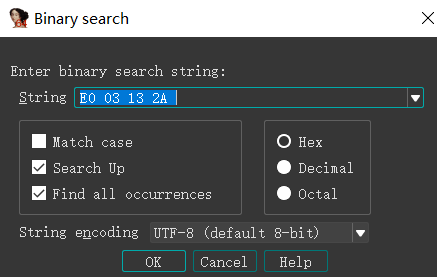 Binary search
Enter binary search string:
String E0 03 13 2A
Match case
Search Up
Find all occurrences
Hex
Decimal
Octal
String encoding UTF-8 (default 8-bit)
OK Cancel Help